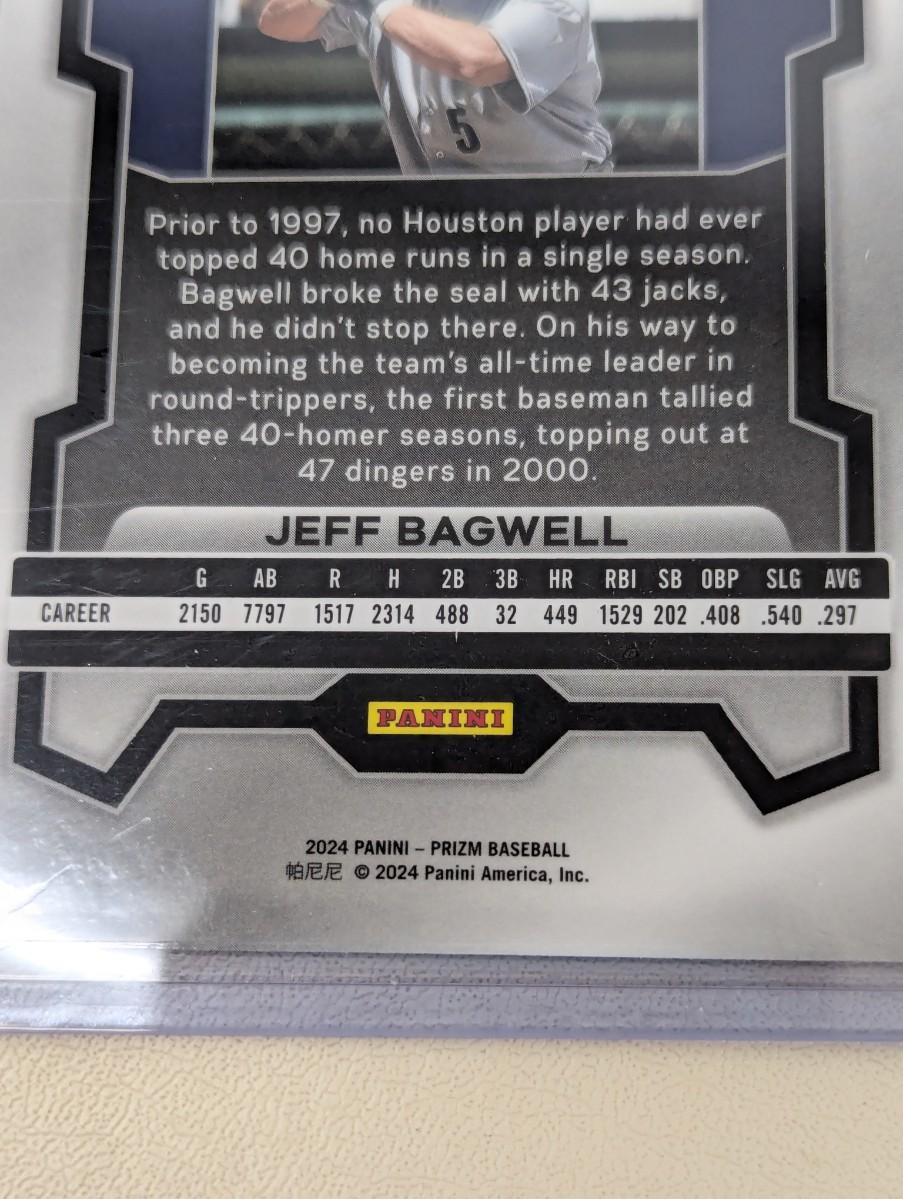 5
Prior to 1997, no Houston player had ever
topped 40 home runs in a single season.
Bagwell broke the seal with 43 jacks,
and he didn't stop there. On his way to
becoming the team's all-time leader in
round-trippers, the first baseman tallied
three 40-homer seasons, topping out at
47 dingers in 2000.
JEFF BAGWELL
G AB R H 2B 3B HR RBI SB OBP SLG AVG
CAREER 2150 7797 1517 2314 488 32 449 1529 202 .408 .540 .297
PANINI
2024 PANINI – PRIZM BASEBALL
帕尼尼 © 2024 Panini America, Inc.